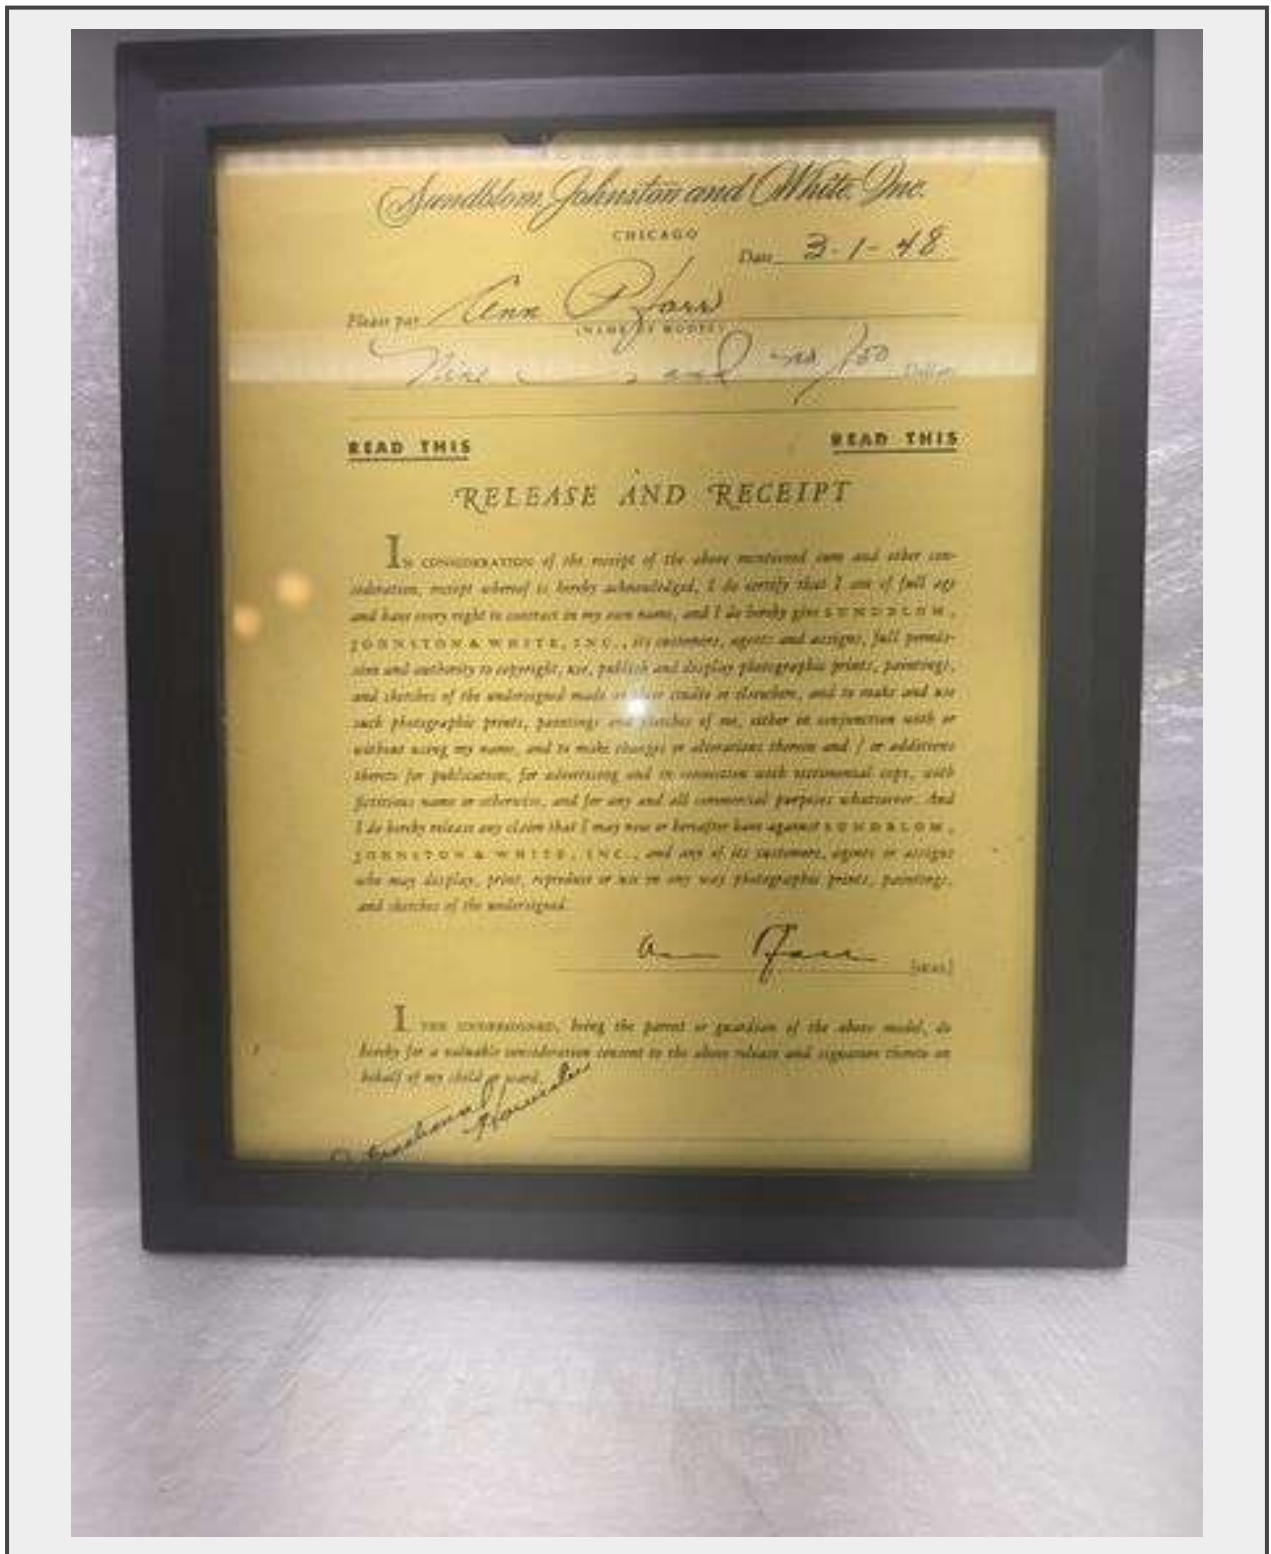 Sundblom, Johnston and White, Inc.
CHICAGO
Date 3-1-48
Please pay Ann Pfarr
(NAME OF MODEL)
Nine and no/100 Dollars
READ THIS READ THIS
RELEASE AND RECEIPT
IN CONSIDERATION of the receipt of the above mentioned sum and other con-
sideration, receipt whereof is hereby acknowledged, I do certify that I am of full age
and have every right to contract in my own name, and I do hereby give SUNDBLOM,
JOHNSTON & WHITE, INC., its customers, agents and assigns, full permis-
sion and authority to copyright, use, publish and display photographic prints, paintings,
and sketches of the undersigned made at their studio or elsewhere, and to make and use
such photographic prints, paintings and sketches of me, either in conjunction with or
without using my name, and to make changes or alterations therein and / or additions
thereto for publication, for advertising and in connection with testimonial copy, with
fictitious name or otherwise, and for any and all commercial purposes whatsoever. And
I do hereby release any claim that I may now or hereafter have against SUNDBLOM,
JOHNSTON & WHITE, INC., and any of its customers, agents or assigns
who may display, print, reproduce or use in any way photographic prints, paintings,
and sketches of the undersigned.
Ann Pfarr [SEAL]
I THE UNDERSIGNED, being the parent or guardian of the above model, do
hereby for a valuable consideration consent to the above release and signature thereto on
behalf of my child or ward.
International Harvester